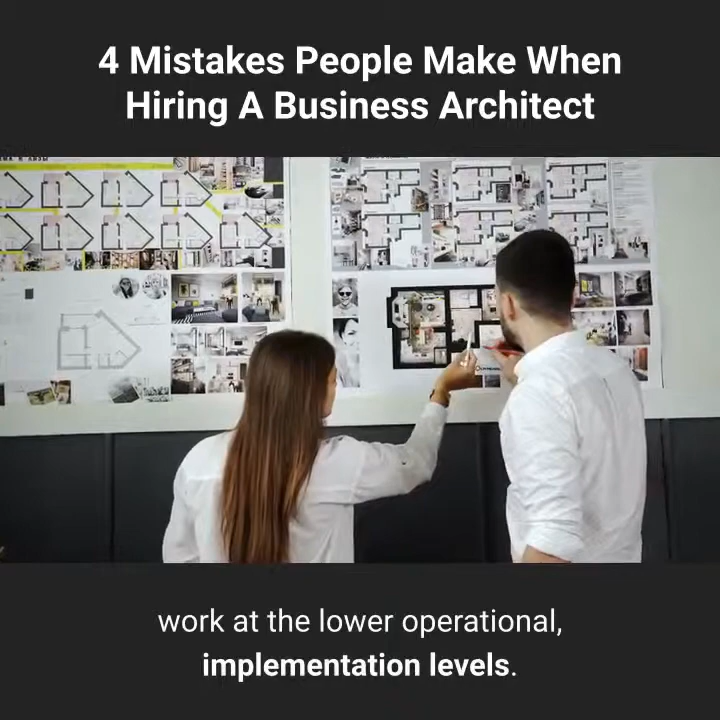 4 Mistakes People Make When
Hiring A Business Architect
work at the lower operational,
implementation levels.